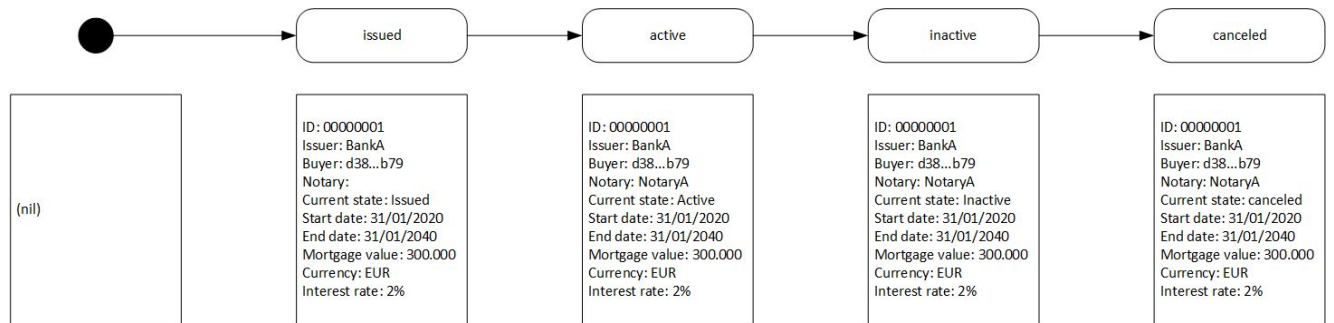 issued
active
inactive
canceled
(nil)
ID: 00000001
Issuer: BankA
Buyer: d38...b79
Notary:
Current state: Issued
Start date: 31/01/2020
End date: 31/01/2040
Mortgage value: 300.000
Currency: EUR
Interest rate: 2%
ID: 00000001
Issuer: BankA
Buyer: d38...b79
Notary: NotaryA
Current state: Active
Start date: 31/01/2020
End date: 31/01/2040
Mortgage value: 300.000
Currency: EUR
Interest rate: 2%
ID: 00000001
Issuer: BankA
Buyer: d38...b79
Notary: NotaryA
Current state: Inactive
Start date: 31/01/2020
End date: 31/01/2040
Mortgage value: 300.000
Currency: EUR
Interest rate: 2%
ID: 00000001
Issuer: BankA
Buyer: d38...b79
Notary: NotaryA
Current state: canceled
Start date: 31/01/2020
End date: 31/01/2040
Mortgage value: 300.000
Currency: EUR
Interest rate: 2%